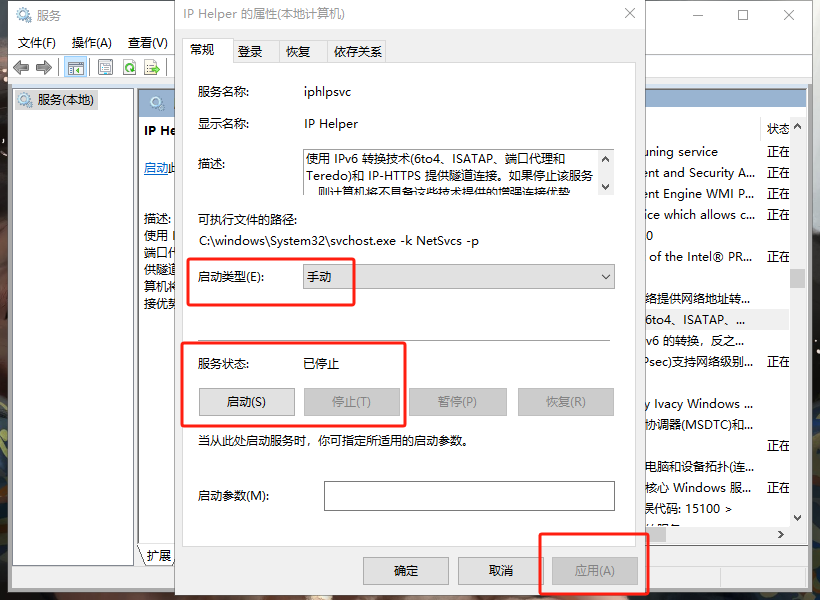 服务
文件(F) 操作(A) 查看(V)
服务(本地)
IP He
启动此
描述:
使用 I
端口代
供隧道
算机将
接优势
扩展
IP Helper 的属性(本地计算机)
常规 登录 恢复 依存关系
服务名称: iphlpsvc
显示名称: IP Helper
描述:
使用 IPv6 转换技术(6to4、ISATAP、端口代理和
Teredo)和 IP-HTTPS 提供隧道连接。如果停止该服务
，则计算机将不具备这些技术提供的增强连接优势
可执行文件的路径:
C:\windows\System32\svchost.exe -k NetSvcs -p
启动类型(E): 手动
服务状态: 已停止
启动(S) 停止(T) 暂停(P) 恢复(R)
当从此处启动服务时，你可指定所适用的启动参数。
启动参数(M):
确定 取消 应用(A)
状态
uning service 正在
ent and Security A... 正在
ent Engine WMI P... 正在
ice which allows c... 正在
0
of the Intel® PR... 正在
络提供网络地址转...
6to4、ISATAP、...
v6 的转换，反之...
Psec)支持网络级别... 正在
y Ivacy Windows ...
协调器(MSDTC)和...
正在
电脑和设备拓扑(连...
核心 Windows 服... 正在
误代码: 15100 >